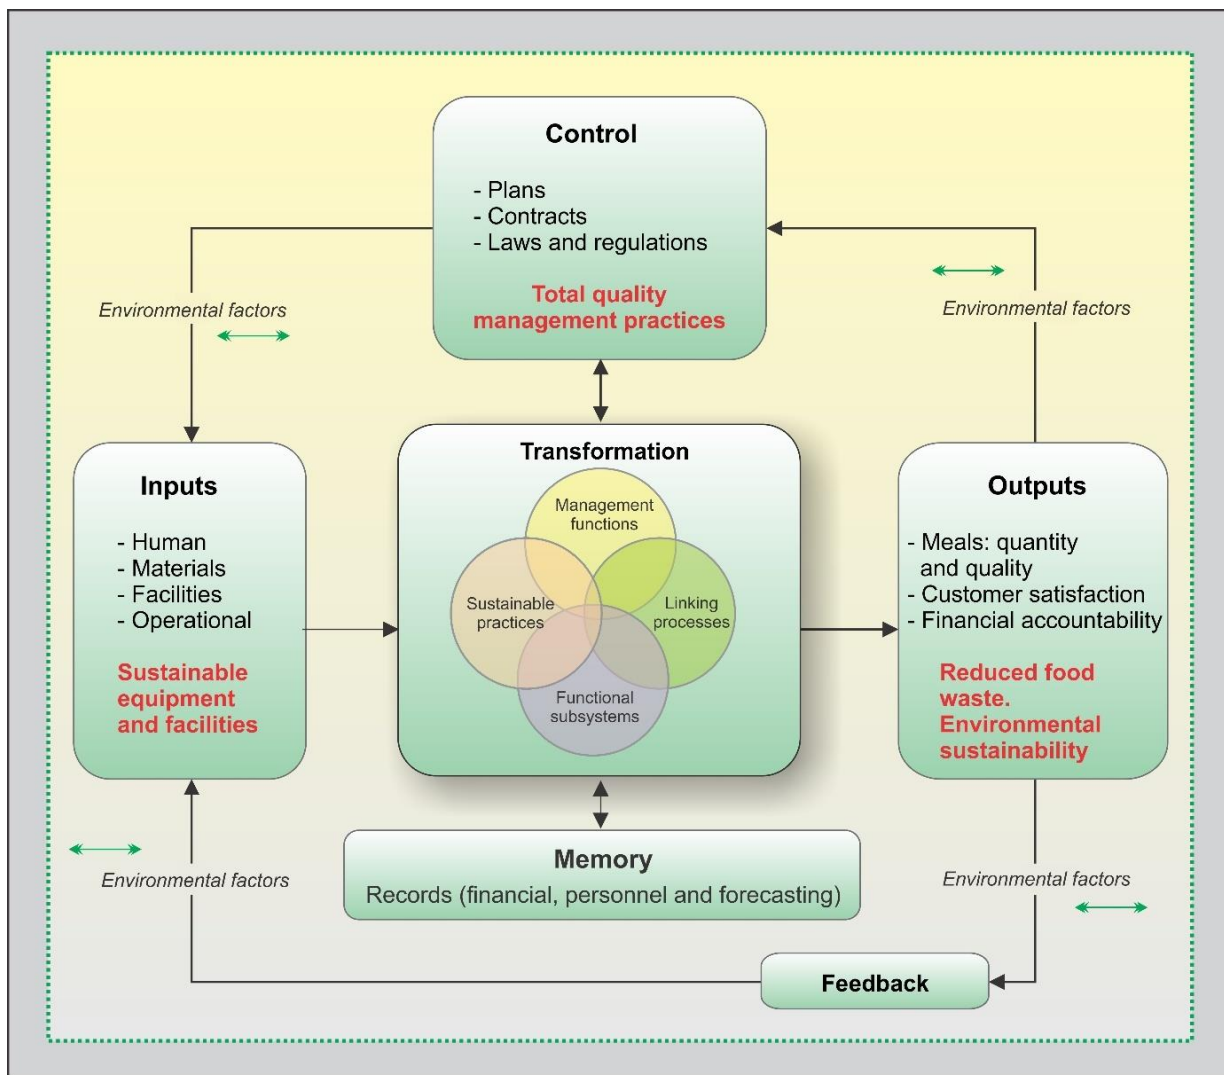 Control
- Plans
- Contracts
- Laws and regulations
Total quality
management practices
Environmental factors
Environmental factors
Inputs
- Human
- Materials
- Facilities
- Operational
Sustainable
equipment
and facilities
Transformation
Management
functions
Sustainable
practices
Linking
processes
Functional
subsystems
Outputs
- Meals: quantity
and quality
- Customer satisfaction
- Financial accountability
Reduced food
waste.
Environmental
sustainability
Memory
Records (financial, personnel and forecasting)
Environmental factors
Environmental factors
Feedback